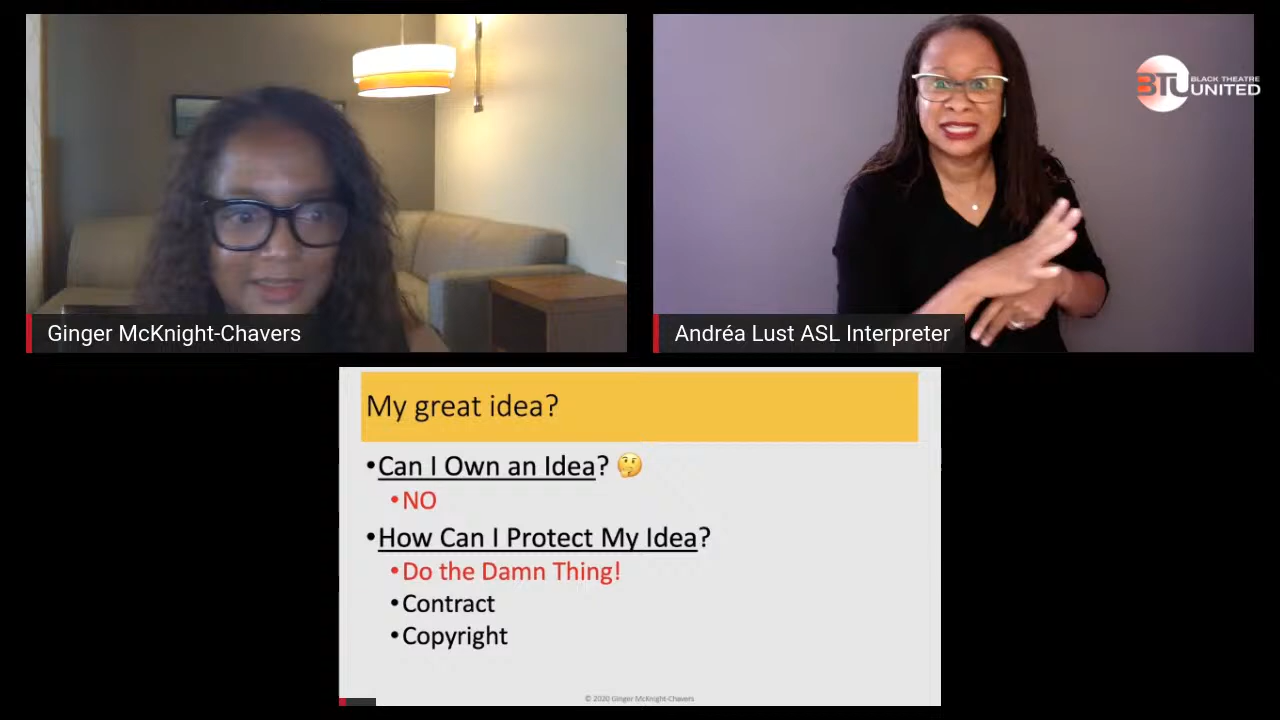 BTU BLACK THEATRE
UNITED
Ginger McKnight-Chavers
Andréa Lust ASL Interpreter
My great idea?
•Can I Own an Idea? 🤔
•NO
•How Can I Protect My Idea?
•Do the Damn Thing!
•Contract
•Copyright
© 2020 Ginger McKnight-Chavers